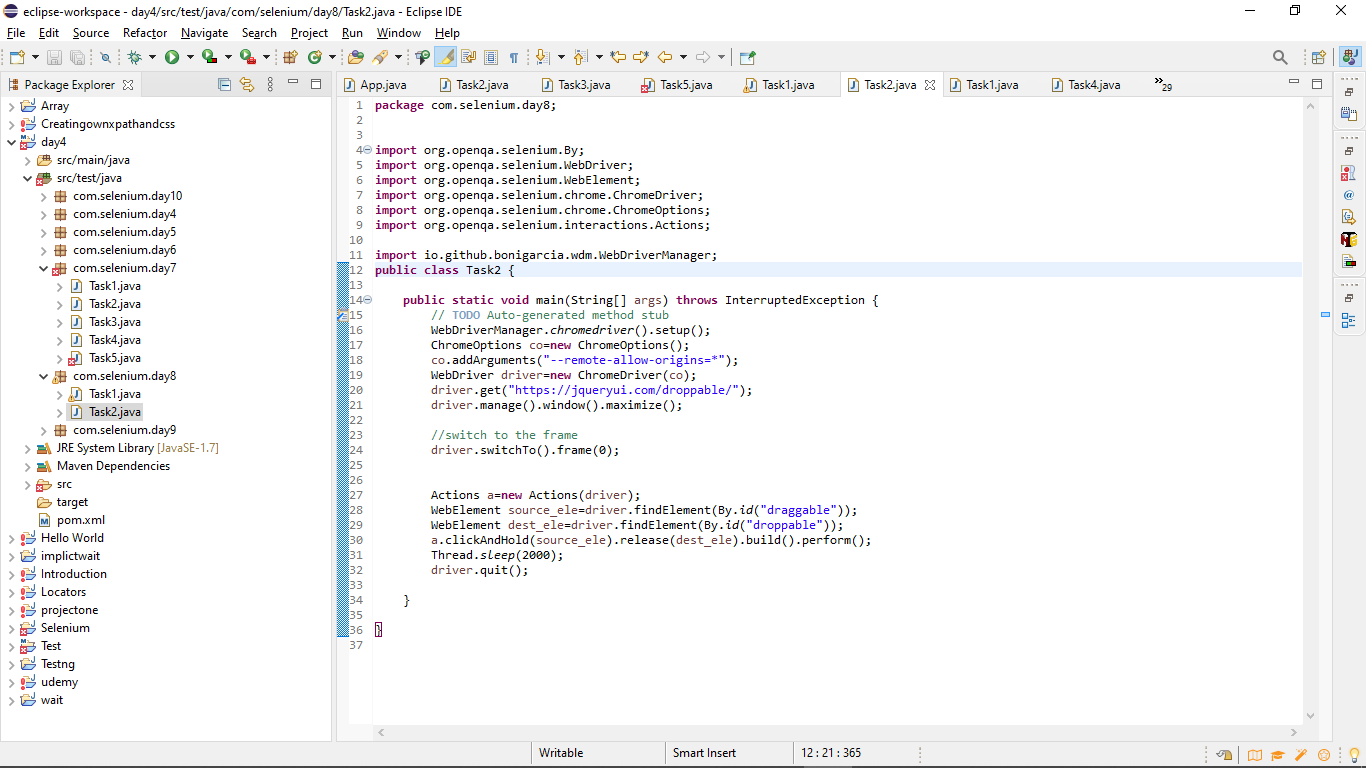 eclipse-workspace - day4/src/test/java/com/selenium/day8/Task2.java - Eclipse IDE
File Edit Source Refactor Navigate Search Project Run Window Help
Package Explorer
Array
Creatingownxpathandcss
day4
src/main/java
src/test/java
com.selenium.day10
com.selenium.day4
com.selenium.day5
com.selenium.day6
com.selenium.day7
Task1.java
Task2.java
Task3.java
Task4.java
Task5.java
com.selenium.day8
Task1.java
Task2.java
com.selenium.day9
JRE System Library [JavaSE-1.7]
Maven Dependencies
src
target
pom.xml
Hello World
implictwait
Introduction
Locators
projectone
Selenium
Test
Testng
udemy
wait
App.java Task2.java Task3.java Task5.java Task1.java Task2.java Task1.java Task4.java »29
1 package com.selenium.day8;
2
3
4 import org.openqa.selenium.By;
5 import org.openqa.selenium.WebDriver;
6 import org.openqa.selenium.WebElement;
7 import org.openqa.selenium.chrome.ChromeDriver;
8 import org.openqa.selenium.chrome.ChromeOptions;
9 import org.openqa.selenium.interactions.Actions;
10
11 import io.github.bonigarcia.wdm.WebDriverManager;
12 public class Task2 {
13
14 public static void main(String[] args) throws InterruptedException {
15 // TODO Auto-generated method stub
16 WebDriverManager.chromedriver().setup();
17 ChromeOptions co=new ChromeOptions();
18 co.addArguments("--remote-allow-origins=*");
19 WebDriver driver=new ChromeDriver(co);
20 driver.get("https://jqueryui.com/droppable/");
21 driver.manage().window().maximize();
22
23 //switch to the frame
24 driver.switchTo().frame(0);
25
26
27 Actions a=new Actions(driver);
28 WebElement source_ele=driver.findElement(By.id("draggable"));
29 WebElement dest_ele=driver.findElement(By.id("droppable"));
30 a.clickAndHold(source_ele).release(dest_ele).build().perform();
31 Thread.sleep(2000);
32 driver.quit();
33
34 }
35
36 }
37
Writable Smart Insert 12 : 21 : 365